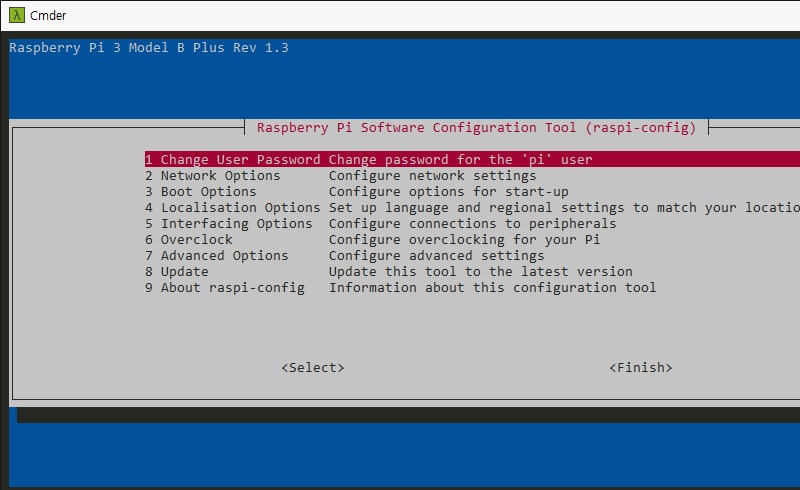 λ Cmder
Raspberry Pi 3 Model B Plus Rev 1.3
Raspberry Pi Software Configuration Tool (raspi-config)
1 Change User Password Change password for the 'pi' user
2 Network Options Configure network settings
3 Boot Options Configure options for start-up
4 Localisation Options Set up language and regional settings to match your locatio
5 Interfacing Options Configure connections to peripherals
6 Overclock Configure overclocking for your Pi
7 Advanced Options Configure advanced settings
8 Update Update this tool to the latest version
9 About raspi-config Information about this configuration tool
<Select> <Finish>